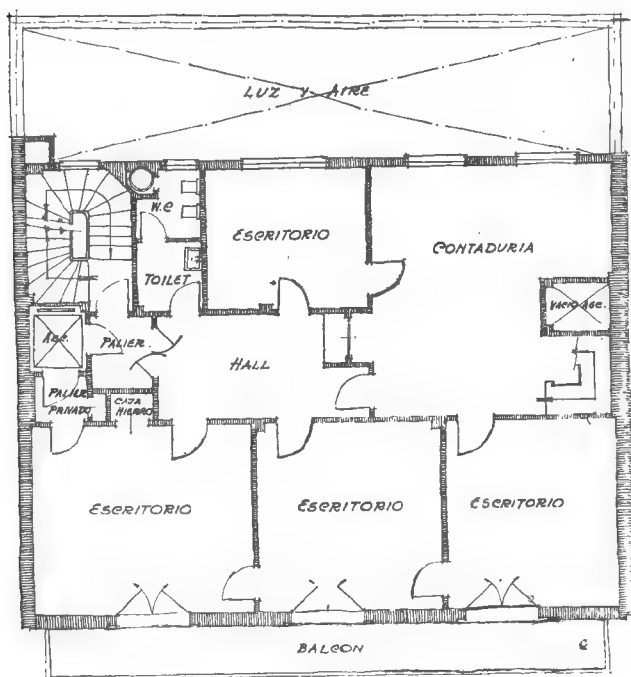 LUZ Y AIRE
W.C
ESCRITORIO
CONTADURIA
TOILET
VACIO ASC.
ASC.
PALIER
HALL
PALIER
PRIVADO
CAJA
HIERRO
ESCRITORIO
ESCRITORIO
ESCRITORIO
BALCON